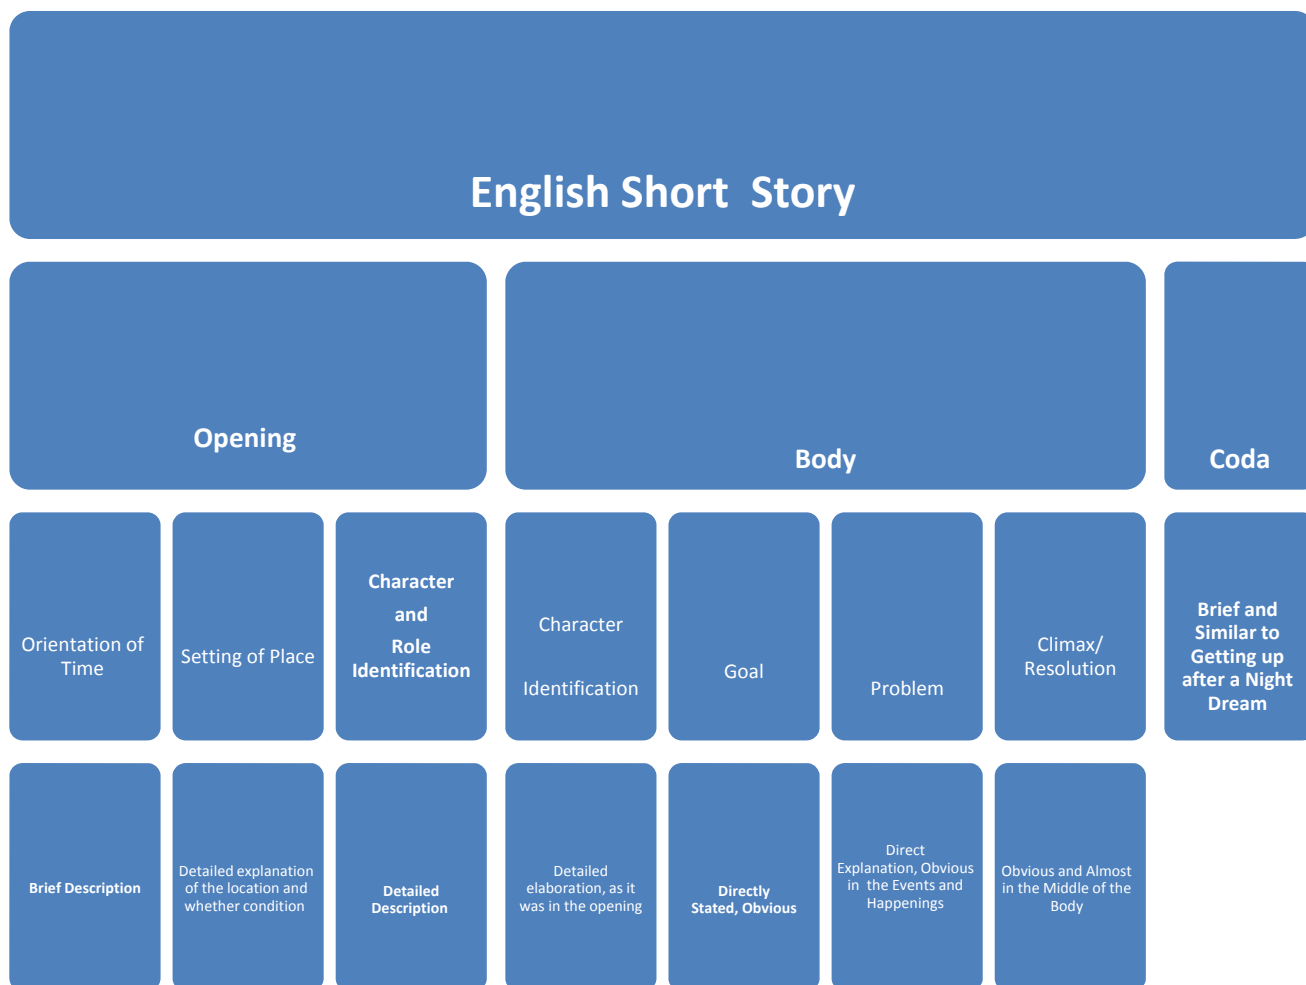 English Short  Story
Opening
Body
Coda
Orientation of
Time
Setting of Place
Character
and
Role
Identification
Character
Identification
Goal
Problem
Climax/
Resolution
Brief and
Similar to
Getting up
after a Night
Dream
Brief Description
Detailed explanation
of the location and
whether condition
Detailed
Description
Detailed
elaboration, as it
was in the opening
Directly
Stated, Obvious
Direct
Explanation, Obvious
in  the Events and
Happenings
Obvious and Almost
in the Middle of the
Body